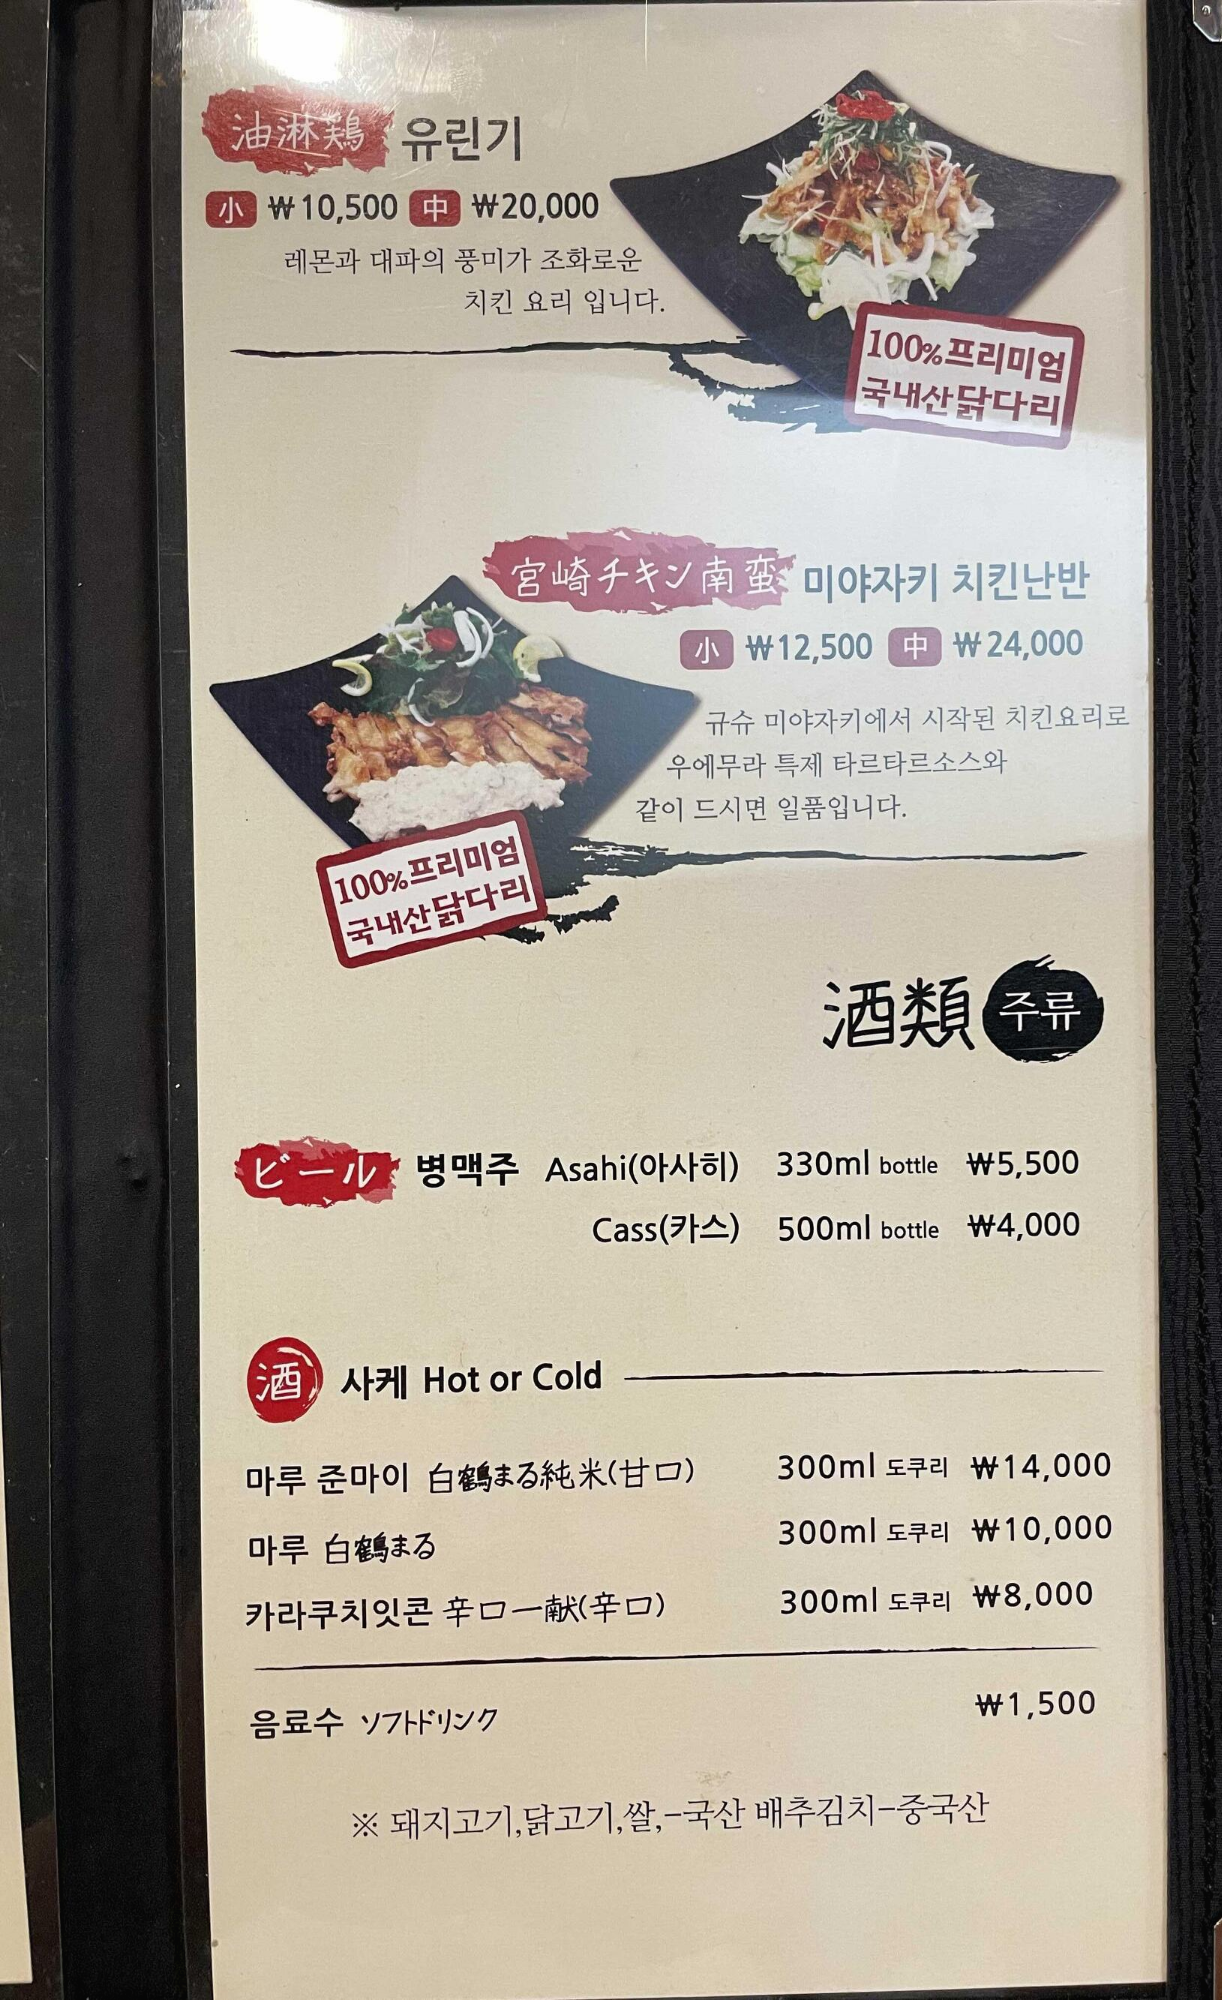 油淋鶏 유린기
小 ₩10,500 中 ₩20,000
레몬과 대파의 풍미가 조화로운
치킨 요리 입니다.
100%프리미엄
국내산닭다리
宮崎チキン南蛮 미야자키 치킨난반
小 ₩12,500 中 ₩24,000
규슈 미야자키에서 시작된 치킨요리로
우에무라 특제 타르타르소스와
같이 드시면 일품입니다.
100%프리미엄
국내산닭다리
酒類 주류
ビール 병맥주 Asahi(아사히) 330ml bottle ₩5,500
Cass(카스) 500ml bottle ₩4,000
酒 사케 Hot or Cold
마루 준마이 白鶴まる純米(甘口) 300ml 도쿠리 ₩14,000
마루 白鶴まる 300ml 도쿠리 ₩10,000
카라쿠치잇콘 辛口一献(辛口) 300ml 도쿠리 ₩8,000
음료수 ソフトドリンク ₩1,500
※ 돼지고기,닭고기,쌀,-국산 배추김치-중국산